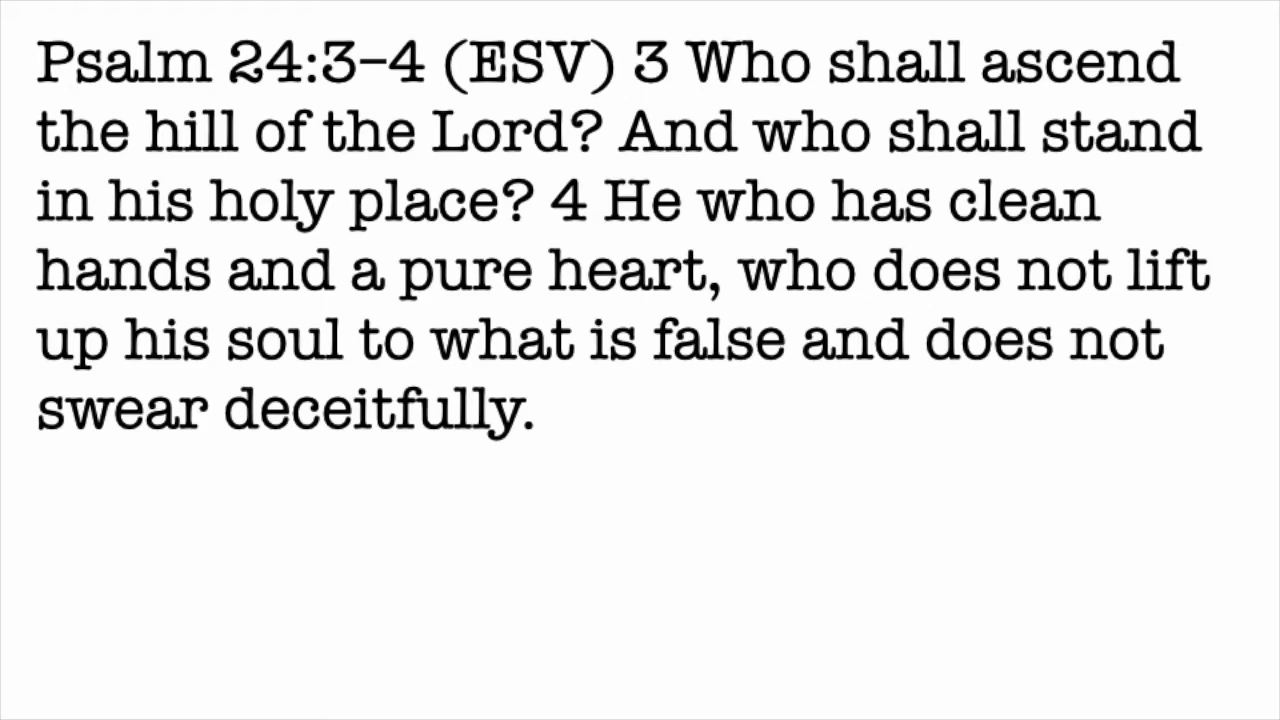 Psalm 24:3–4 (ESV) 3 Who shall ascend
the hill of the Lord? And who shall stand
in his holy place? 4 He who has clean
hands and a pure heart, who does not lift
up his soul to what is false and does not
swear deceitfully.